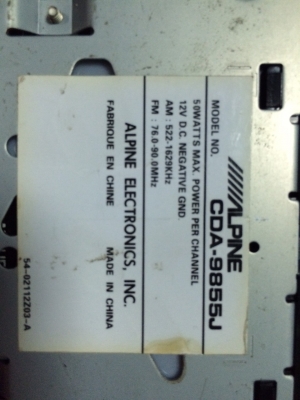 ALPINE
MODEL NO. CDA-9855J
50WATTS MAX. POWER PER CHANNEL
12V D.C. NEGATIVE GND
AM : 522-1629KHz
FM : 76.0-90.0MHz
ALPINE ELECTRONICS, INC.
FABRIQUE EN CHINE MADE IN CHINA
54-02112Z03-A